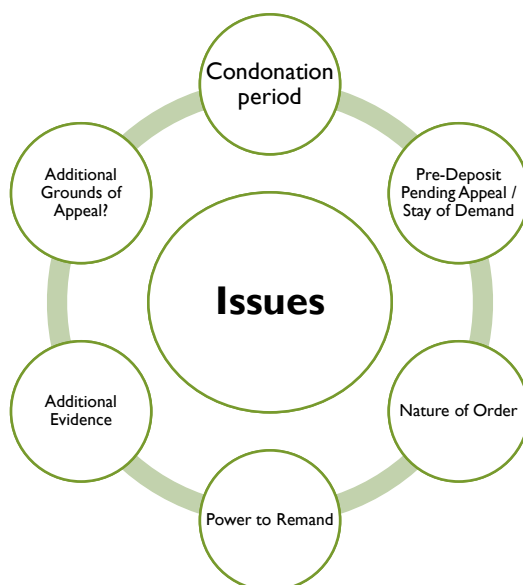 Condonation
period
Pre-Deposit
Pending Appeal /
Stay of Demand
Nature of Order
Power to Remand
Additional
Evidence
Additional
Grounds of
Appeal?
Issues